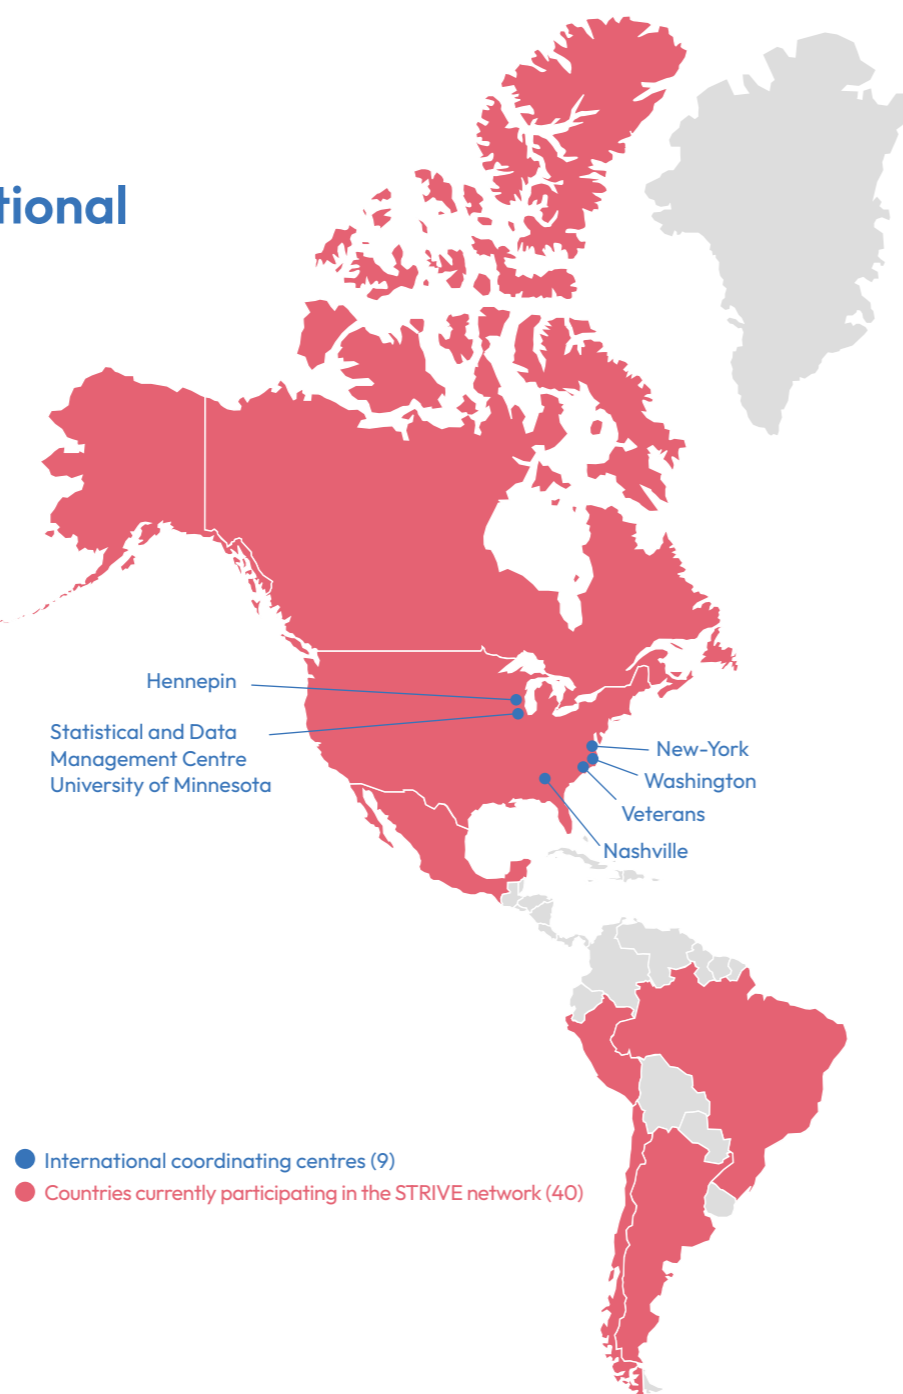 tional
Hennepin
Statistical and Data
Management Centre
University of Minnesota
New-York
Washington
Veterans
Nashville
International coordinating centres (9)
Countries currently participating in the STRIVE network (40)